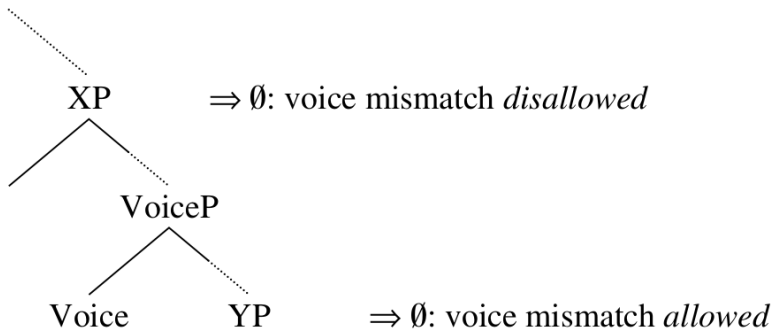 XP ⇒ ∅: voice mismatch disallowed
VoiceP
Voice YP ⇒ ∅: voice mismatch allowed